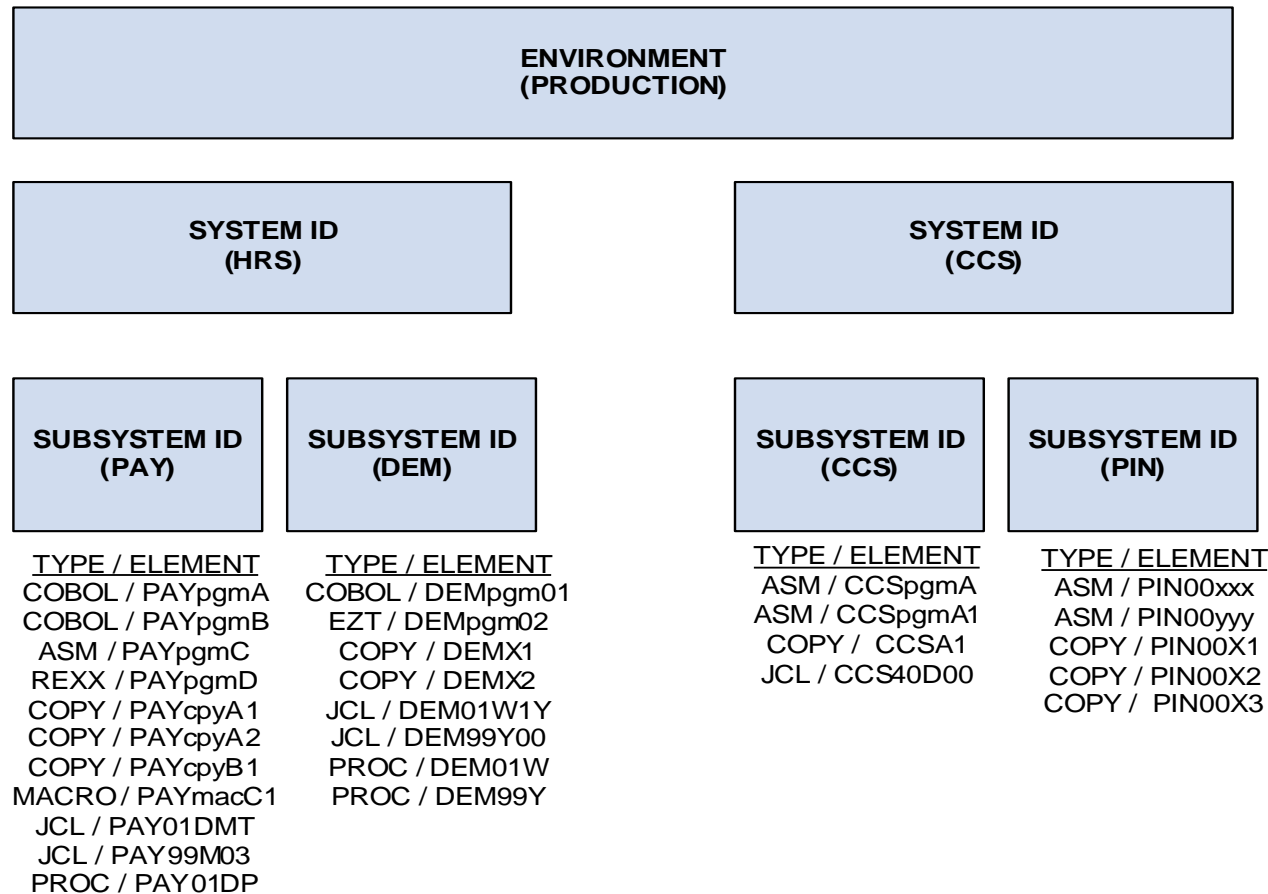 ENVIRONMENT
(PRODUCTION)
SYSTEM ID
(HRS)
SYSTEM ID
(CCS)
SUBSYSTEM ID
(PAY)
SUBSYSTEM ID
(DEM)
SUBSYSTEM ID
(CCS)
SUBSYSTEM ID
(PIN)
TYPE / ELEMENT
COBOL / PAYpgmA
COBOL / PAYpgmB
ASM / PAYpgmC
REXX / PAYpgmD
COPY / PAYcpyA1
COPY / PAYcpyA2
COPY / PAYcpyB1
MACRO / PAYmacC1
JCL / PAY01DMT
JCL / PAY99M03
PROC / PAY01DP
TYPE / ELEMENT
COBOL / DEMpgm01
EZT / DEMpgm02
COPY / DEMX1
COPY / DEMX2
JCL / DEM01W1Y
JCL / DEM99Y00
PROC / DEM01W
PROC / DEM99Y
TYPE / ELEMENT
ASM / CCSpgmA
ASM / CCSpgmA1
COPY / CCSA1
JCL / CCS40D00
TYPE / ELEMENT
ASM / PIN00xxx
ASM / PIN00yyy
COPY / PIN00X1
COPY / PIN00X2
COPY / PIN00X3